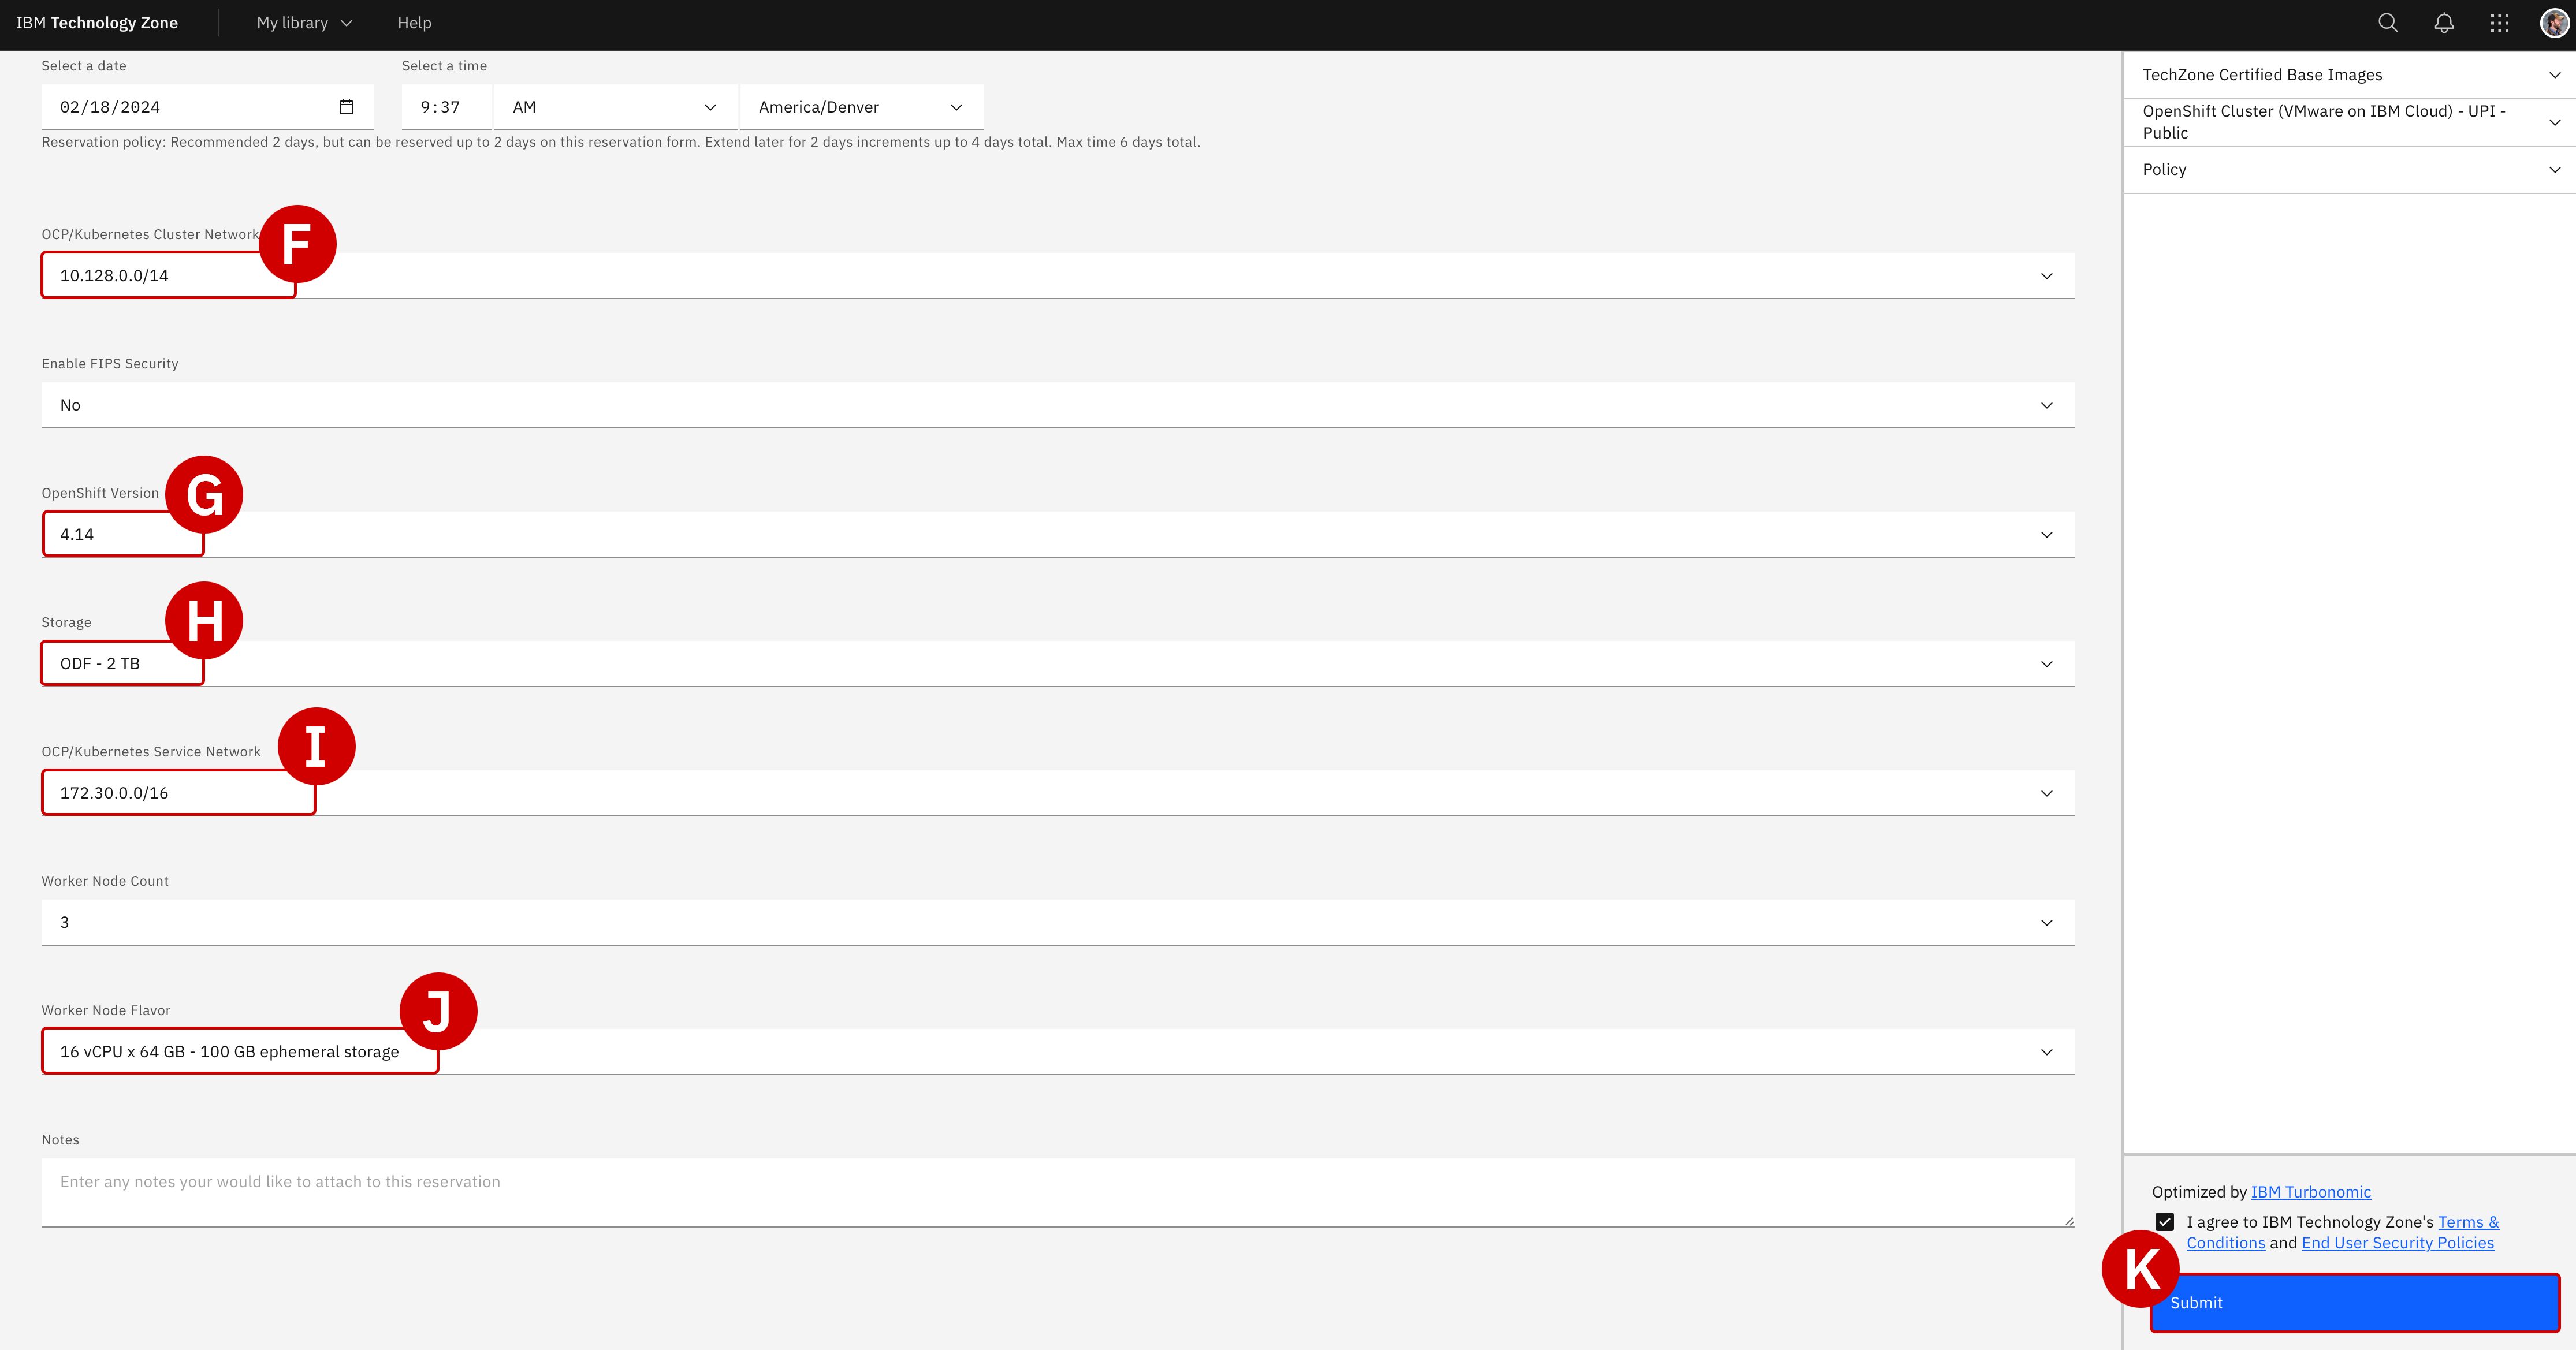 IBM Technology Zone My library Help
Select a date Select a time
02/18/2024 9:37 AM America/Denver
Reservation policy: Recommended 2 days, but can be reserved up to 2 days on this reservation form. Extend later for 2 days increments up to 4 days total. Max time 6 days total.
OCP/Kubernetes Cluster Network
F
10.128.0.0/14
Enable FIPS Security
No
OpenShift Version
G
4.14
Storage
H
ODF - 2 TB
OCP/Kubernetes Service Network
I
172.30.0.0/16
Worker Node Count
3
Worker Node Flavor
J
16 vCPU x 64 GB - 100 GB ephemeral storage
Notes
Enter any notes your would like to attach to this reservation
TechZone Certified Base Images
OpenShift Cluster (VMware on IBM Cloud) - UPI -
Public
Policy
Optimized by IBM Turbonomic
I agree to IBM Technology Zone's Terms &
Conditions and End User Security Policies
K
Submit